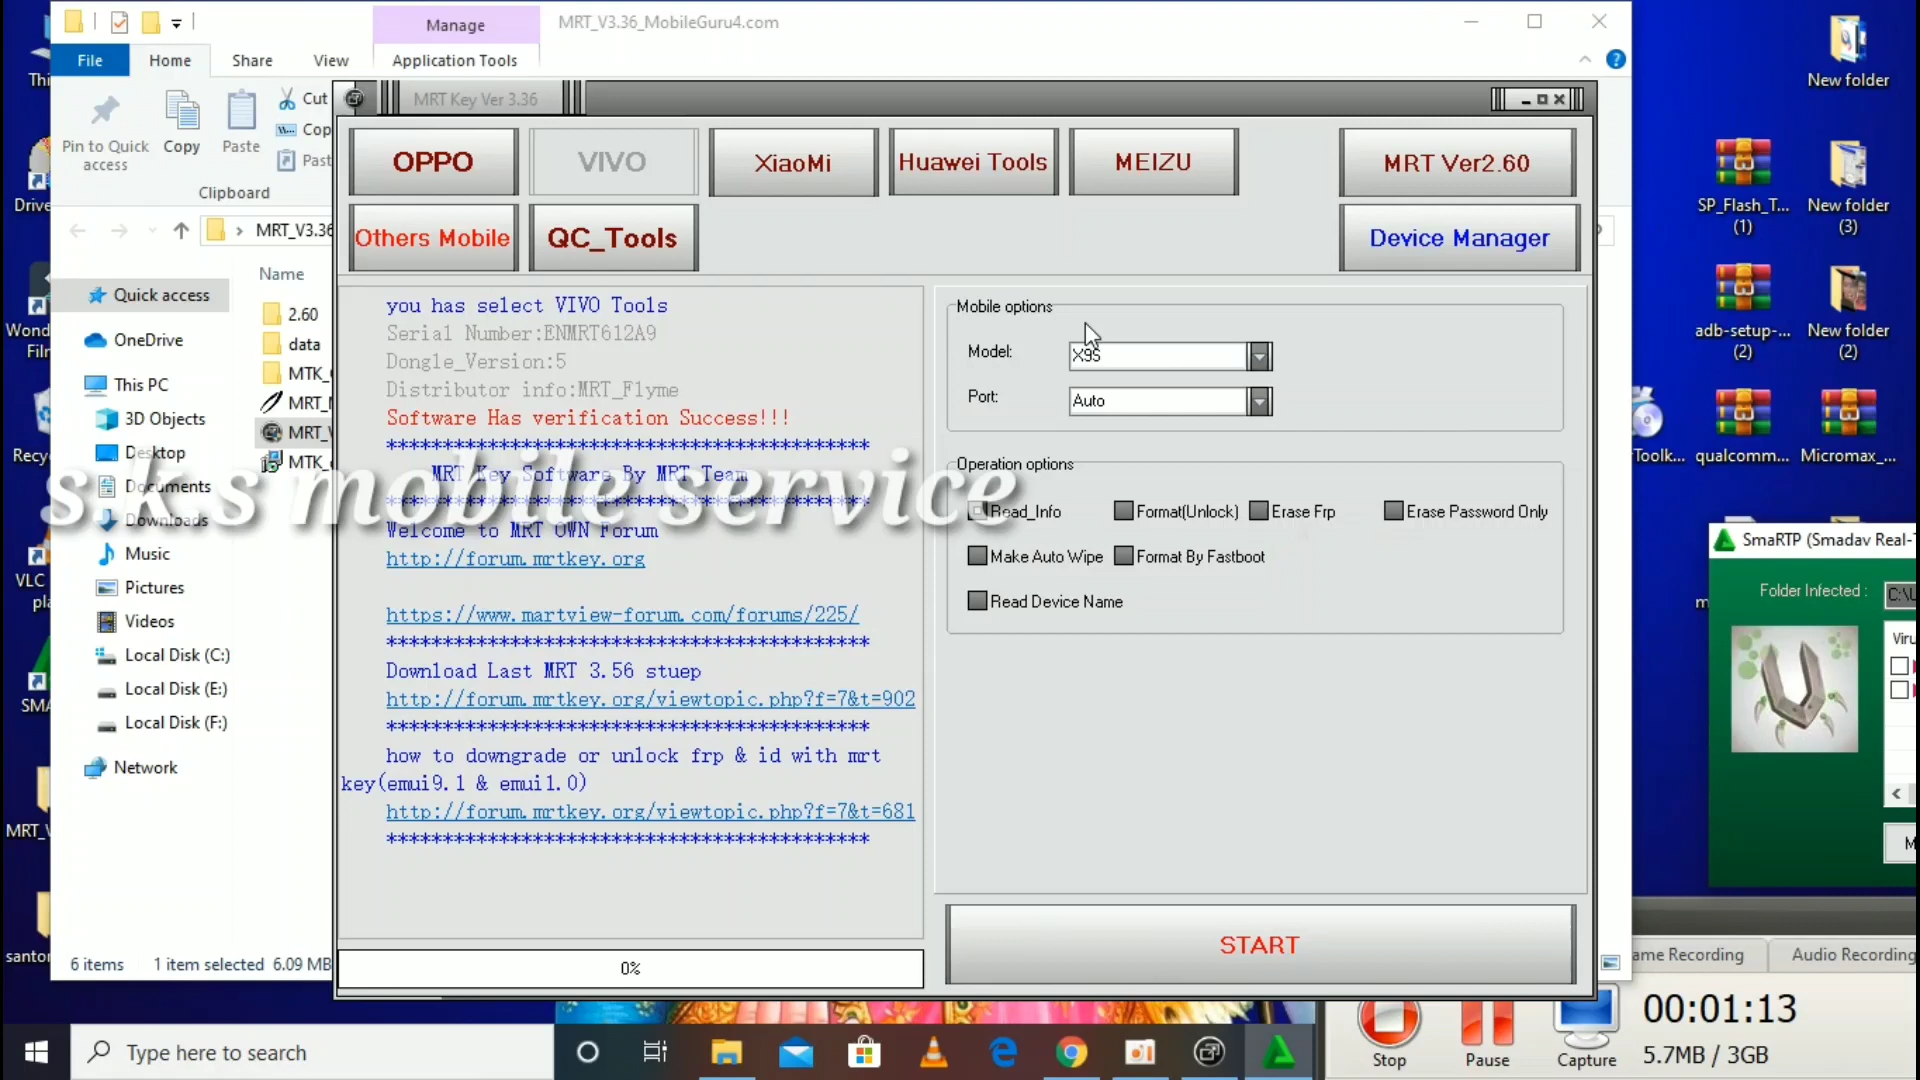 Manage
MRT_V3.36_MobileGuru4.com
File
Home
Share
View
Application Tools
Pin to Quick access
Copy
Paste
Cut
Clipboard
MRT Key Ver 3.36
OPPO
VIVO
XiaoMi
Huawei Tools
MEIZU
MRT Ver2.60
Others Mobile
QC_Tools
Device Manager
MRT_V3.36
Name
2.60
data
Quick access
OneDrive
This PC
3D Objects
Desktop
Documents
Downloads
Music
Pictures
Videos
Local Disk (C:)
Local Disk (E:)
Local Disk (F:)
Network
6 items
1 item selected 6.09 MB
you has select VIVO Tools
Serial Number:ENMRT612A9
Dongle_Version:5
Distributor info:MRT_Flyme
Software Has verification Success!!!
*******************************************
MRT Key Software By MRT Team
*******************************************
Welcome to MRT OWN Forum
http://forum.mrtkey.org
https://www.martview-forum.com/forums/225/
*******************************************
Download Last MRT 3.56 stuep
http://forum.mrtkey.org/viewtopic.php?f=7&t=902
*******************************************
how to downgrade or unlock frp & id with mrt
key(emui9.1 & emui1.0)
http://forum.mrtkey.org/viewtopic.php?f=7&t=681
*******************************************
0%
s.k.s mobile service
Mobile options
Model:
X9S
Port:
Auto
Operation options
Read_Info
Format(Unlock)
Erase Frp
Erase Password Only
Make Auto Wipe
Format By Fastboot
Read Device Name
START
New folder
SP_Flash_T... (1)
New folder (3)
adb-setup-... (2)
New folder (2)
qualcomm...
Micromax_...
Folder Infected :
Audio Recording
Stop
Pause
Capture
00:01:13
5.7MB / 3GB
Type here to search